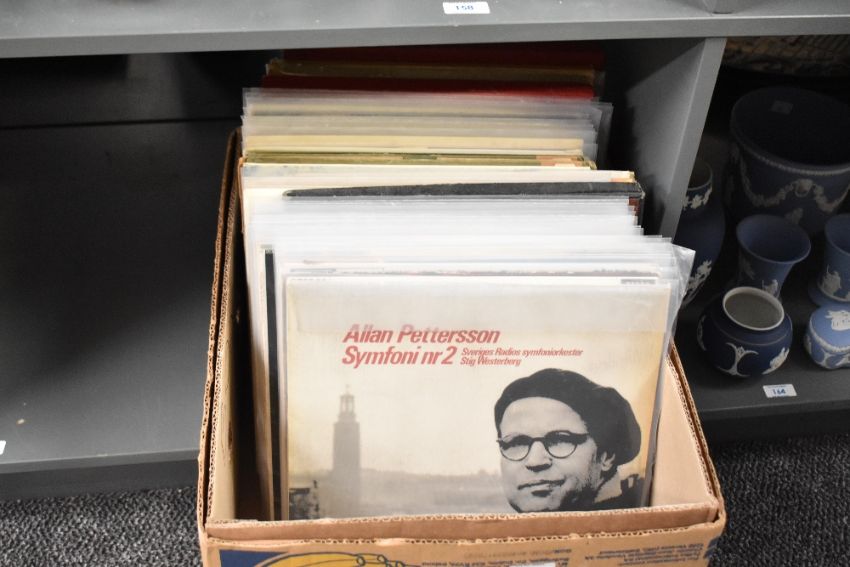 158
Allan Pettersson
Symfoni nr 2 Sveriges Radios symfoniorkester
Stig Westerberg
164